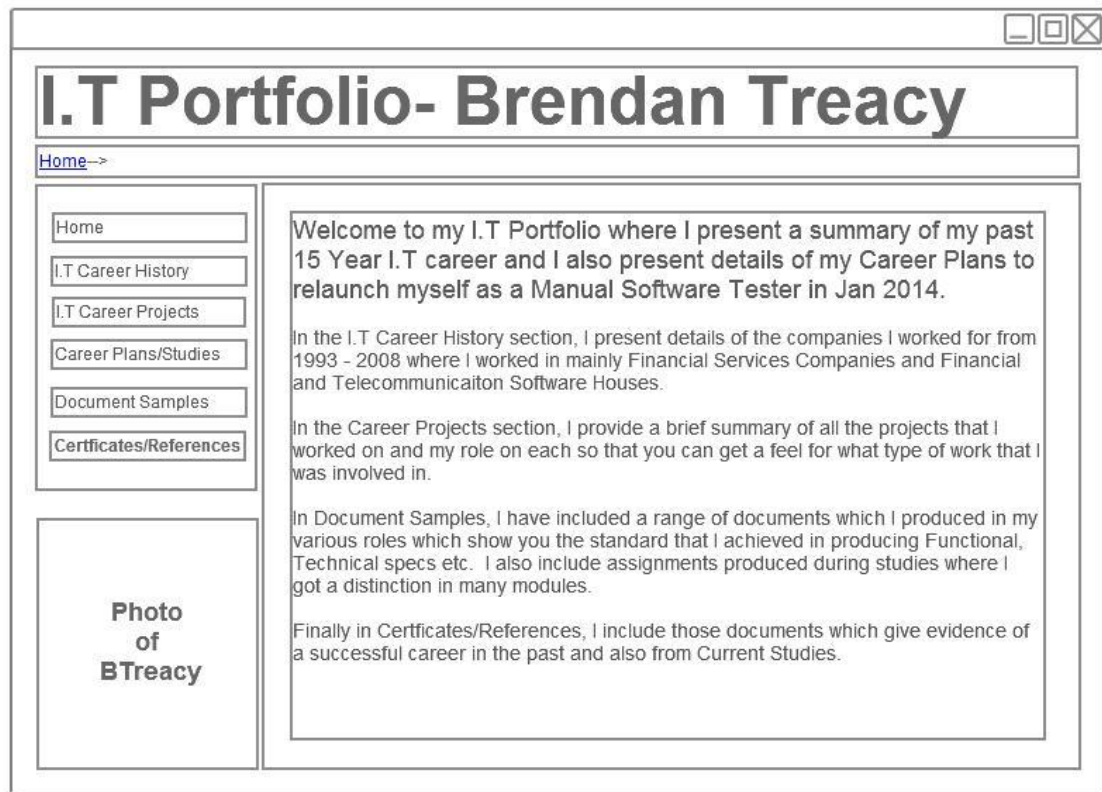 I.T Portfolio- Brendan Treacy
Home-->
Home
I.T Career History
I.T Career Projects
Career Plans/Studies
Document Samples
Certficates/References
Photo
of
BTreacy
Welcome to my I.T Portfolio where I present a summary of my past
15 Year I.T career and I also present details of my Career Plans to
relaunch myself as a Manual Software Tester in Jan 2014.
In the I.T Career History section, I present details of the companies I worked for from
1993 - 2008 where I worked in mainly Financial Services Companies and Financial
and Telecommunicaiton Software Houses.
In the Career Projects section, I provide a brief summary of all the projects that I
worked on and my role on each so that you can get a feel for what type of work that I
was involved in.
In Document Samples, I have included a range of documents which I produced in my
various roles which show you the standard that I achieved in producing Functional,
Technical specs etc.  I also include assignments produced during studies where I
got a distinction in many modules.
Finally in Certficates/References, I include those documents which give evidence of
a successful career in the past and also from Current Studies.